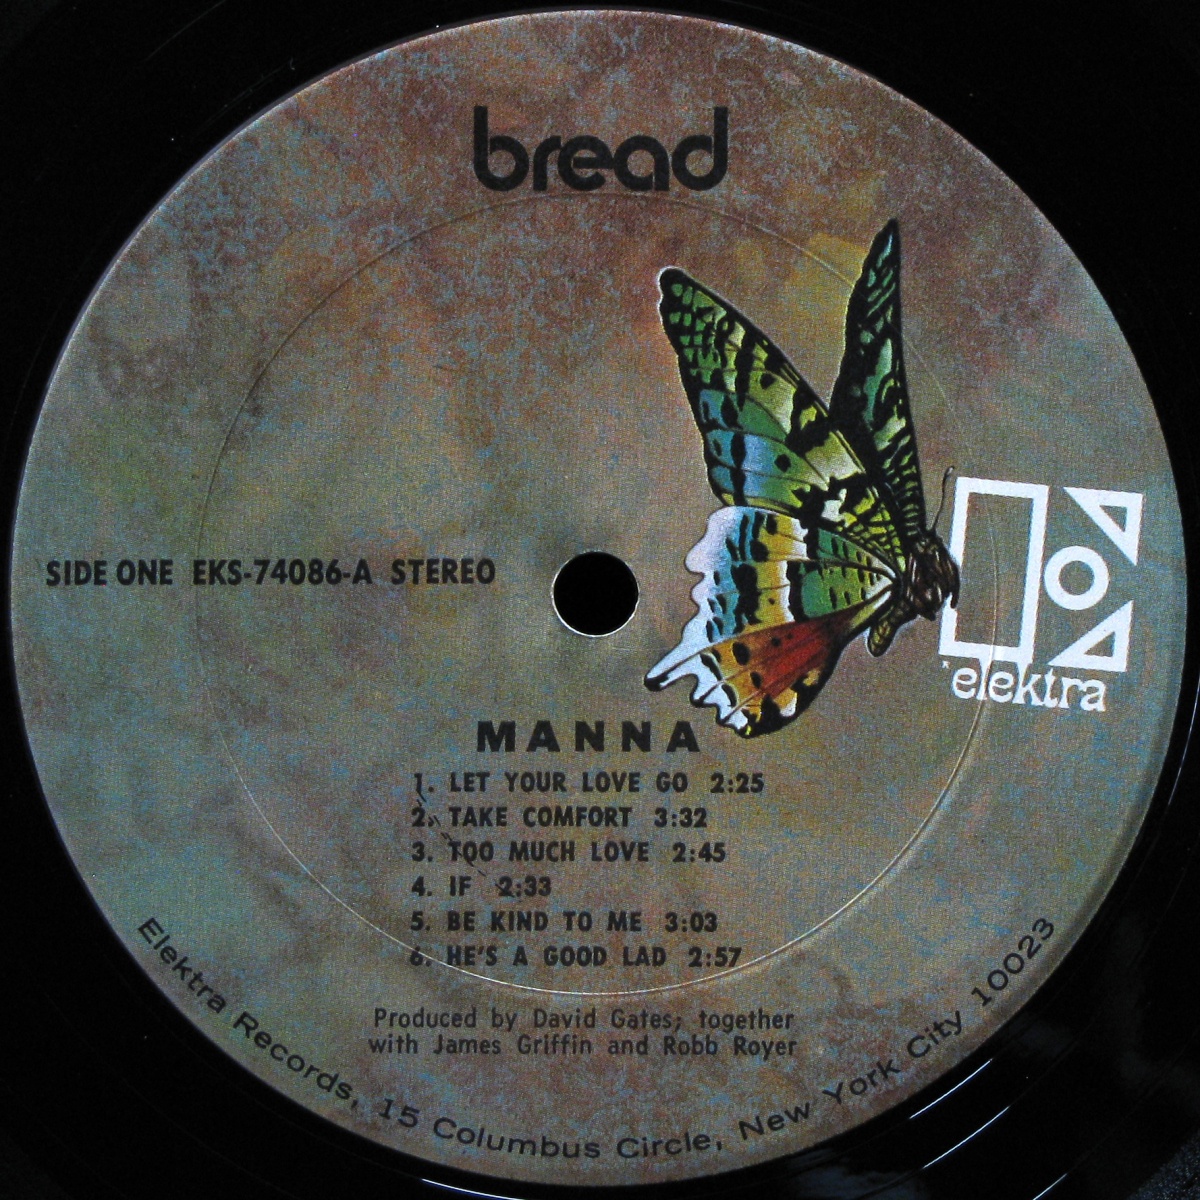 bread
SIDE ONE EKS-74086-A STEREO
*elektra
MANNA
1. LET YOUR LOVE GO 2:25
2. TAKE COMFORT 3:32
3. TOO MUCH LOVE 2:45
4. IF 2:33
5. BE KIND TO ME 3:03
6. HE'S A GOOD LAD 2:57
Produced by David Gates; together
with James Griffin and Robb Royer
Elektra Records, 15 Columbus Circle, New York City 10023